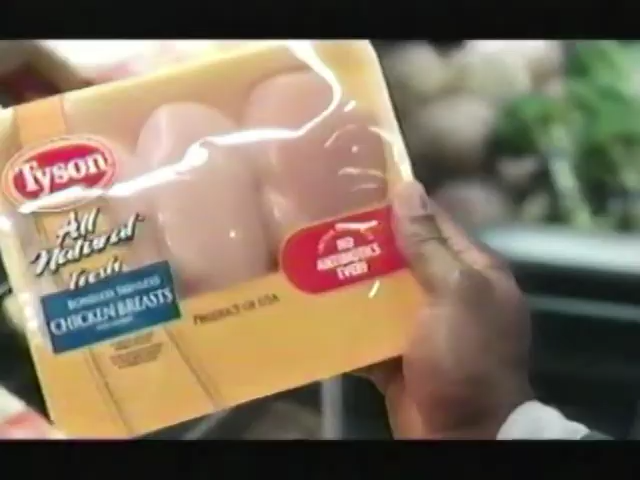 Tyson
All
Natural
Fresh
BONELESS SKINLESS
CHICKEN BREASTS
PRODUCT OF USA
NO
ANTIBIOTICS
EVER!